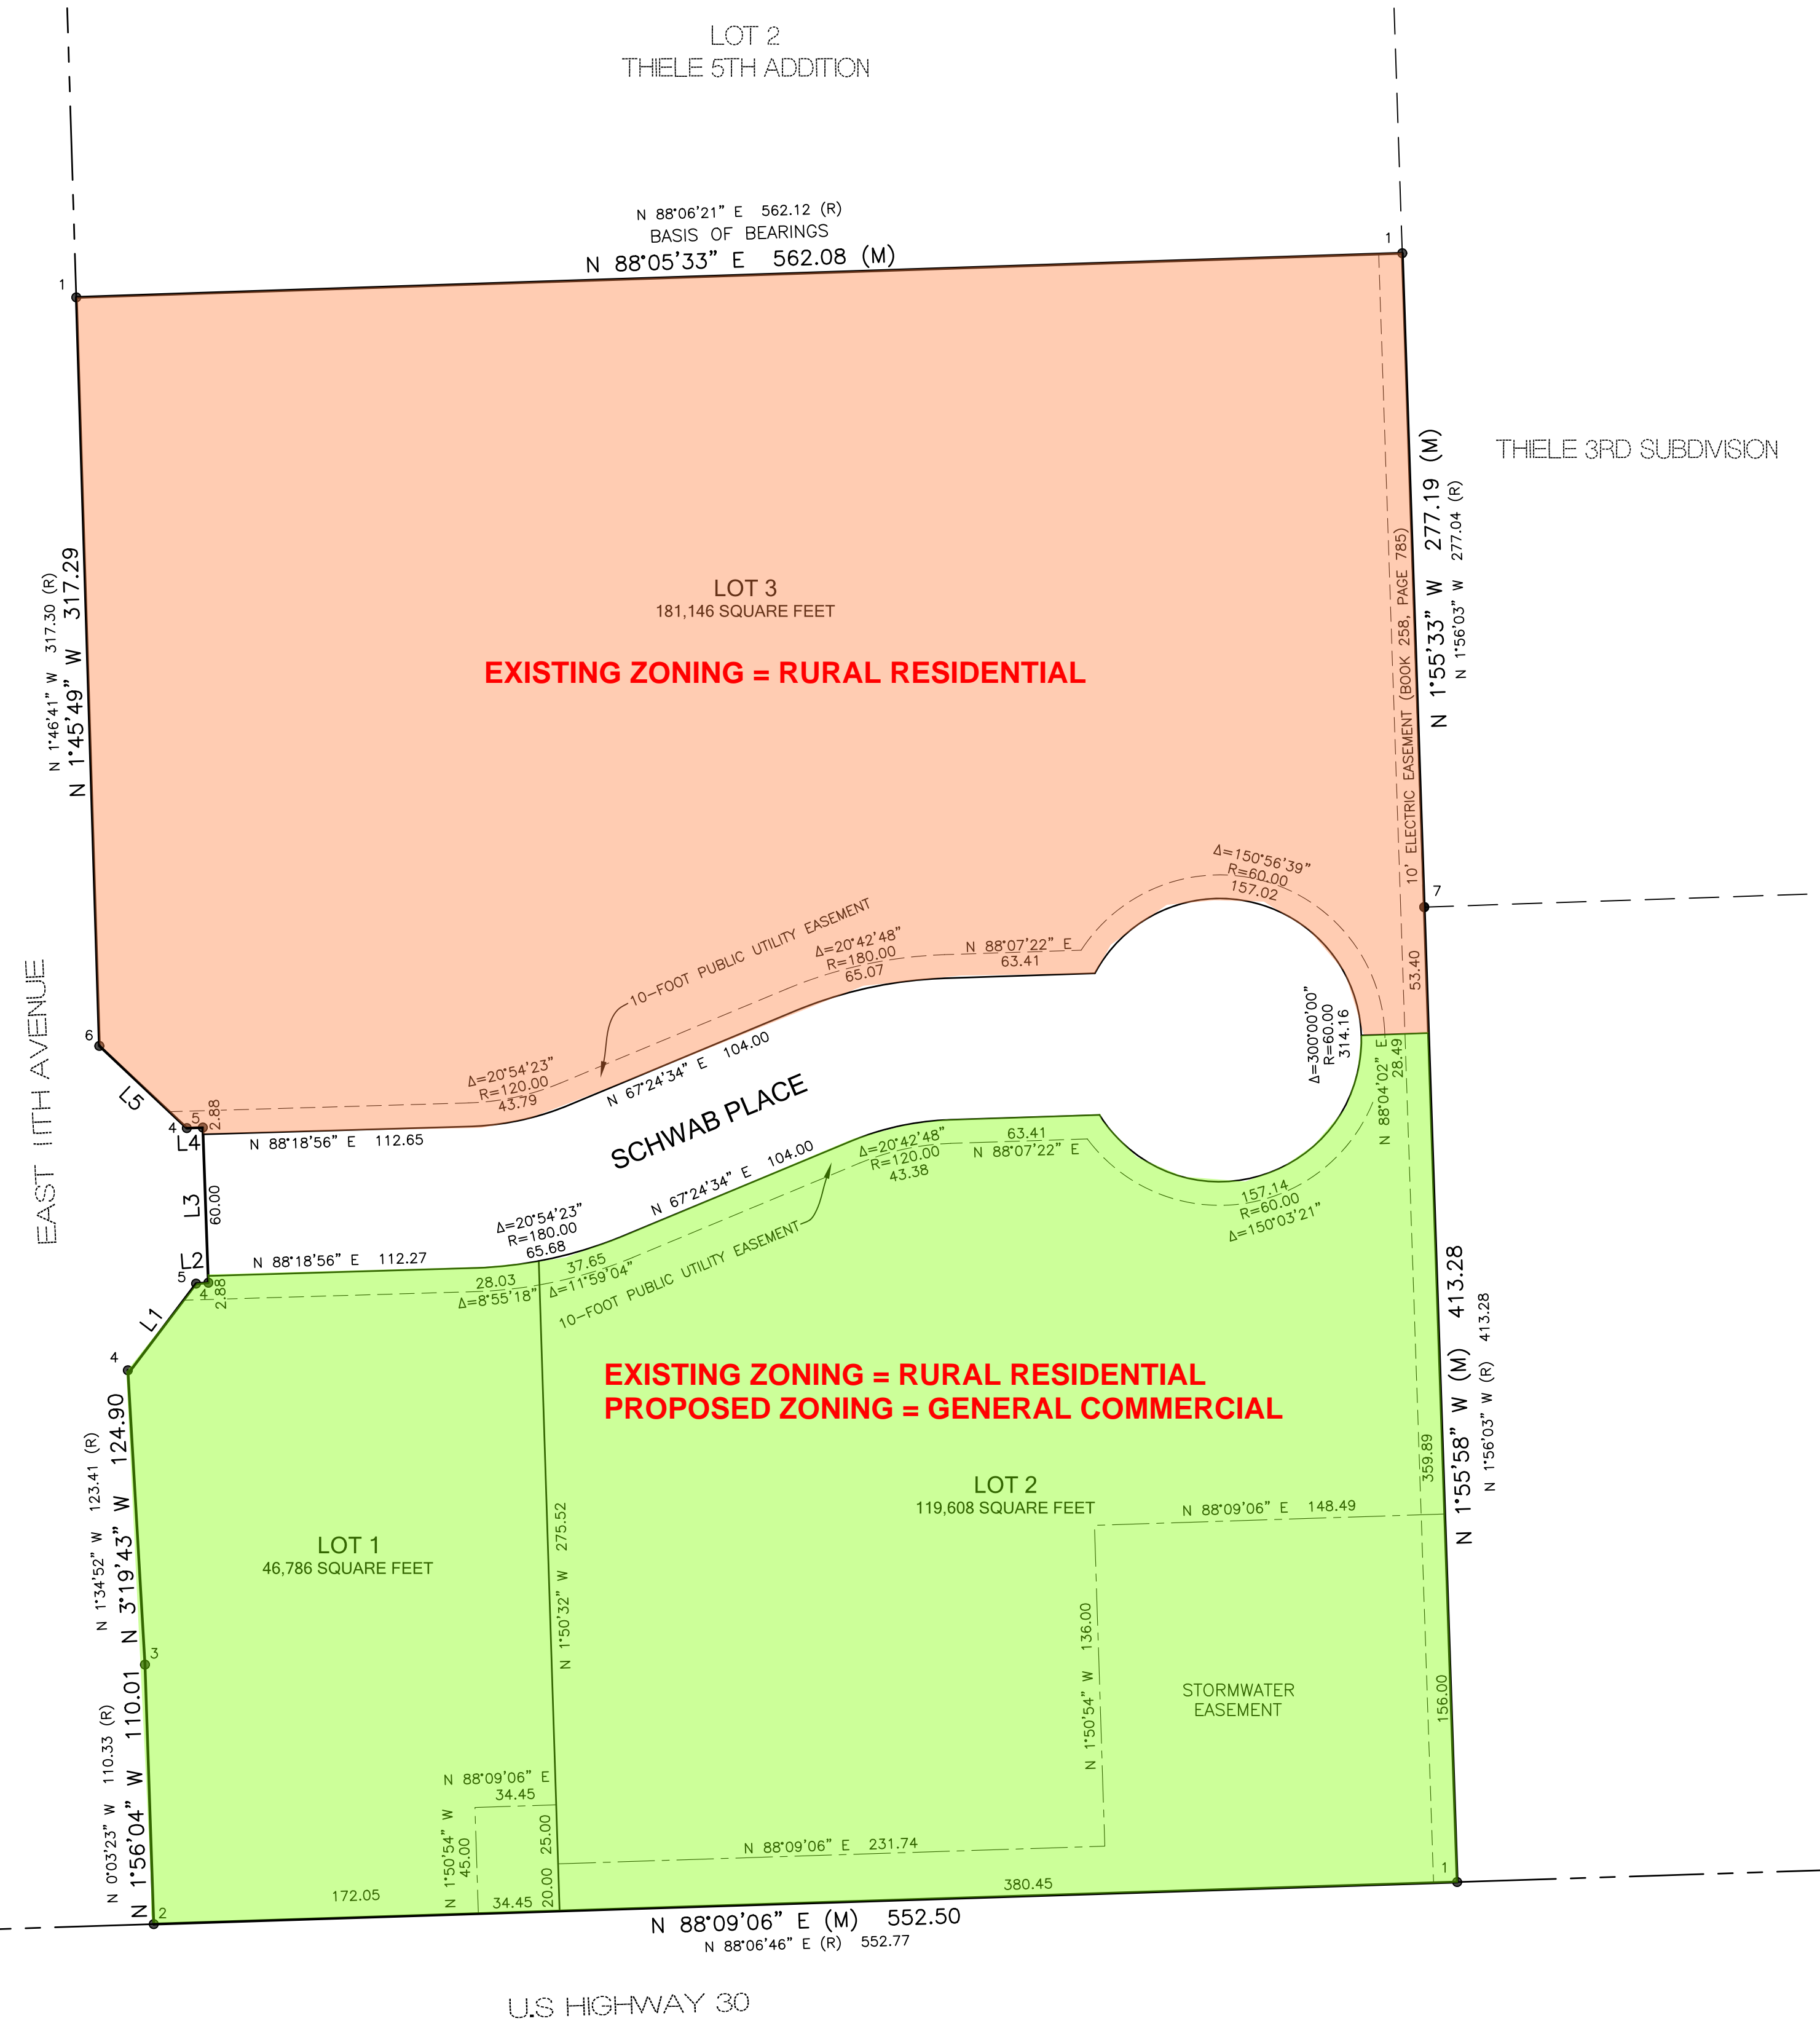 LOT 2
THIELE 5TH ADDITION
N 88°06'21" E 562.12 (R)
BASIS OF BEARINGS
N 88°05'33" E 562.08 (M)
1
1
THIELE 3RD SUBDIVISION
N 1°55'33" W 277.19 (M)
N 1°56'03" W 277.04 (R)
10' ELECTRIC EASEMENT (BOOK 258, PAGE 785)
N 1°46'41" W 317.30 (R)
N 1°45'49" W 317.29
LOT 3
181,146 SQUARE FEET
EXISTING ZONING = RURAL RESIDENTIAL
Δ=150°56'39"
R=60.00
157.02
7
53.40
10-FOOT PUBLIC UTILITY EASEMENT
Δ=20°42'48"
R=180.00
65.07
N 88°07'22" E
63.41
Δ=300°00'00"
R=60.00
314.16
N 88°04'02" E
28.49
EAST 11TH AVENUE
6
L5
4
5
2.88
L4
N 88°18'56" E 112.65
Δ=20°54'23"
R=120.00
43.79
N 67°24'34" E 104.00
SCHWAB PLACE
L3
60.00
L2
5
4
2.88
N 88°18'56" E 112.27
Δ=20°54'23"
R=180.00
65.68
N 67°24'34" E 104.00
Δ=20°42'48"
R=120.00
43.38
63.41
N 88°07'22" E
157.14
R=60.00
Δ=150°03'21"
28.03
Δ=8°55'18"
37.65
Δ=11°59'04"
10-FOOT PUBLIC UTILITY EASEMENT
L1
4
N 1°34'52" W 123.41 (R)
N 3°19'43" W 124.90
EXISTING ZONING = RURAL RESIDENTIAL
PROPOSED ZONING = GENERAL COMMERCIAL
359.89
N 1°55'58" W (M) 413.28
N 1°56'03" W (R) 413.28
LOT 2
119,608 SQUARE FEET
N 88°09'06" E 148.49
LOT 1
46,786 SQUARE FEET
N 1°50'32" W 275.52
N 1°50'54" W 136.00
STORMWATER
EASEMENT
156.00
3
N 0°03'23" W 110.33 (R)
N 1°56'04" W 110.01
N 88°09'06" E
34.45
N 1°50'54" W
45.00
25.00
20.00
N 88°09'06" E 231.74
172.05
34.45
380.45
1
2
N 88°09'06" E (M) 552.50
N 88°06'46" E (R) 552.77
U.S HIGHWAY 30